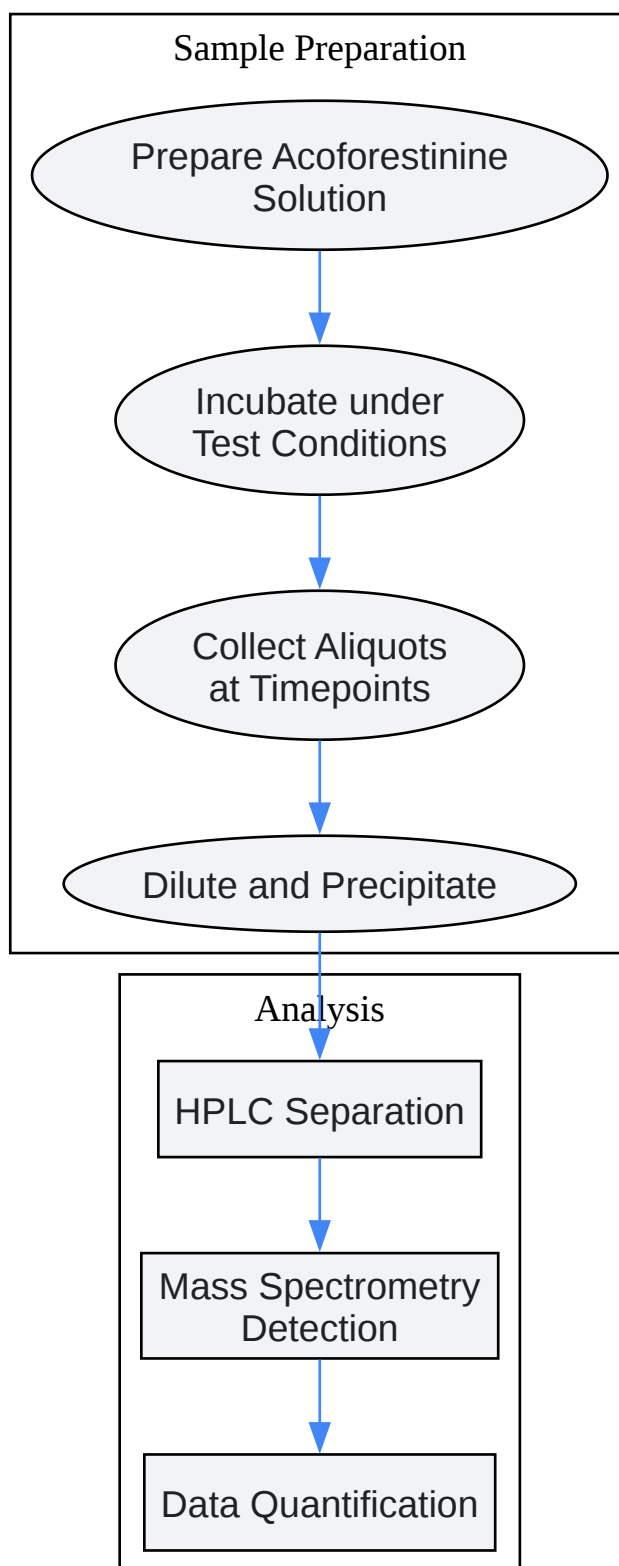 Sample Preparation
Prepare Acoforestinine
Solution
Incubate under
Test Conditions
Collect Aliquots
at Timepoints
Dilute and Precipitate
Analysis
HPLC Separation
Mass Spectrometry
Detection
Data Quantification